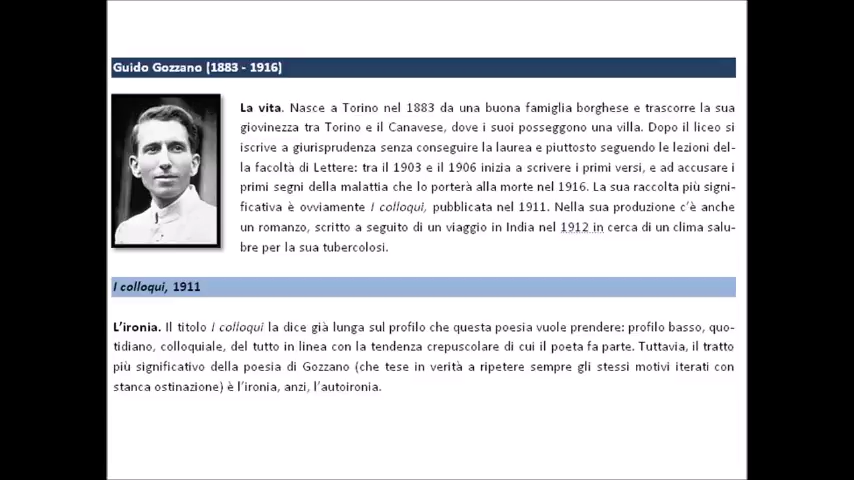 Guido Gozzano (1883 - 1916)
La vita. Nasce a Torino nel 1883 da una buona famiglia borghese e trascorre la sua
giovinezza tra Torino e il Canavese, dove i suoi posseggono una villa. Dopo il liceo si
iscrive a giurisprudenza senza conseguire la laurea e piuttosto seguendo le lezioni del-
la facoltà di Lettere: tra il 1903 e il 1906 inizia a scrivere i primi versi, e ad accusare i
primi segni della malattia che lo porterà alla morte nel 1916. La sua raccolta più signi-
ficativa è ovviamente I colloqui, pubblicata nel 1911. Nella sua produzione c'è anche
un romanzo, scritto a seguito di un viaggio in India nel 1912 in cerca di un clima salu-
bre per la sua tubercolosi.
I colloqui, 1911
L'ironia. Il titolo I colloqui la dice già lunga sul profilo che questa poesia vuole prendere: profilo basso, quo-
tidiano, colloquiale, del tutto in linea con la tendenza crepuscolare di cui il poeta fa parte. Tuttavia, il tratto
più significativo della poesia di Gozzano (che tese in verità a ripetere sempre gli stessi motivi iterati con
stanca ostinazione) è l'ironia, anzi, l'autoironia.